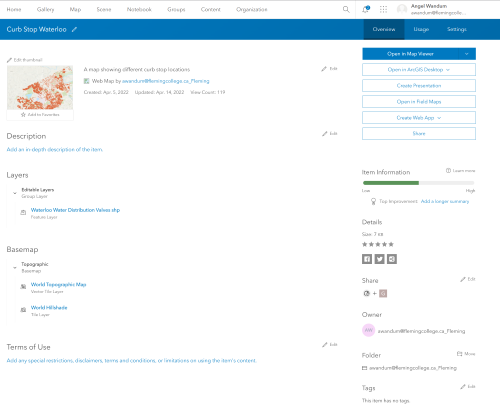 Home Gallery Map Scene Notebook Groups Content Organization
Angel Wandum
awandum@flemingcolle...
Curb Stop Waterloo
Overview Usage Settings
Edit thumbnail
Add to Favorites
A map showing different curb stop locations
Edit
Web Map by awandum@flemingcollege.ca_Fleming
Created: Apr. 5, 2022 Updated: Apr. 14, 2022 View Count: 119
Description
Edit
Add an in-depth description of the item.
Layers
Editable Layers
Group Layer
Waterloo Water Distribution Valves shp
Feature Layer
Basemap
Topographic
Basemap
World Topographic Map
Vector Tile Layer
World Hillshade
Tile Layer
Terms of Use
Edit
Add any special restrictions, disclaimers, terms and conditions, or limitations on using the item's content.
Open in Map Viewer
Open in ArcGIS Desktop
Create Presentation
Open in Field Maps
Create Web App
Share
Item Information
Learn more
Low High
Top improvement: Add a longer summary
Details
Size: 7 KB
Share
Edit
Owner
AW
awandum@flemingcollege.ca_Fleming
Folder
Move
awandum@flemingcollege.ca_Fleming
Tags
Edit
This item has no tags.